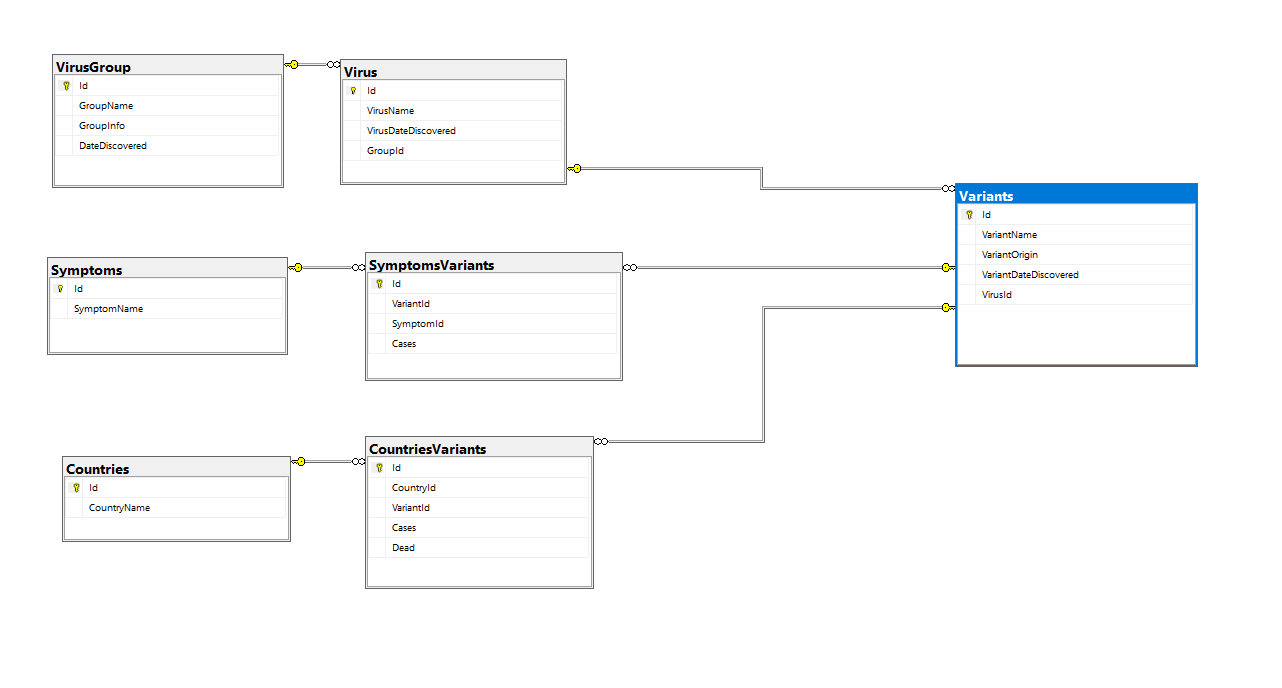 VirusGroup
Id
GroupName
GroupInfo
DateDiscovered
Virus
Id
VirusName
VirusDateDiscovered
GroupId
Variants
Id
VariantName
VariantOrigin
VariantDateDiscovered
VirusId
Symptoms
Id
SymptomName
SymptomsVariants
Id
VariantId
SymptomId
Cases
Countries
Id
CountryName
CountriesVariants
Id
CountryId
VariantId
Cases
Dead